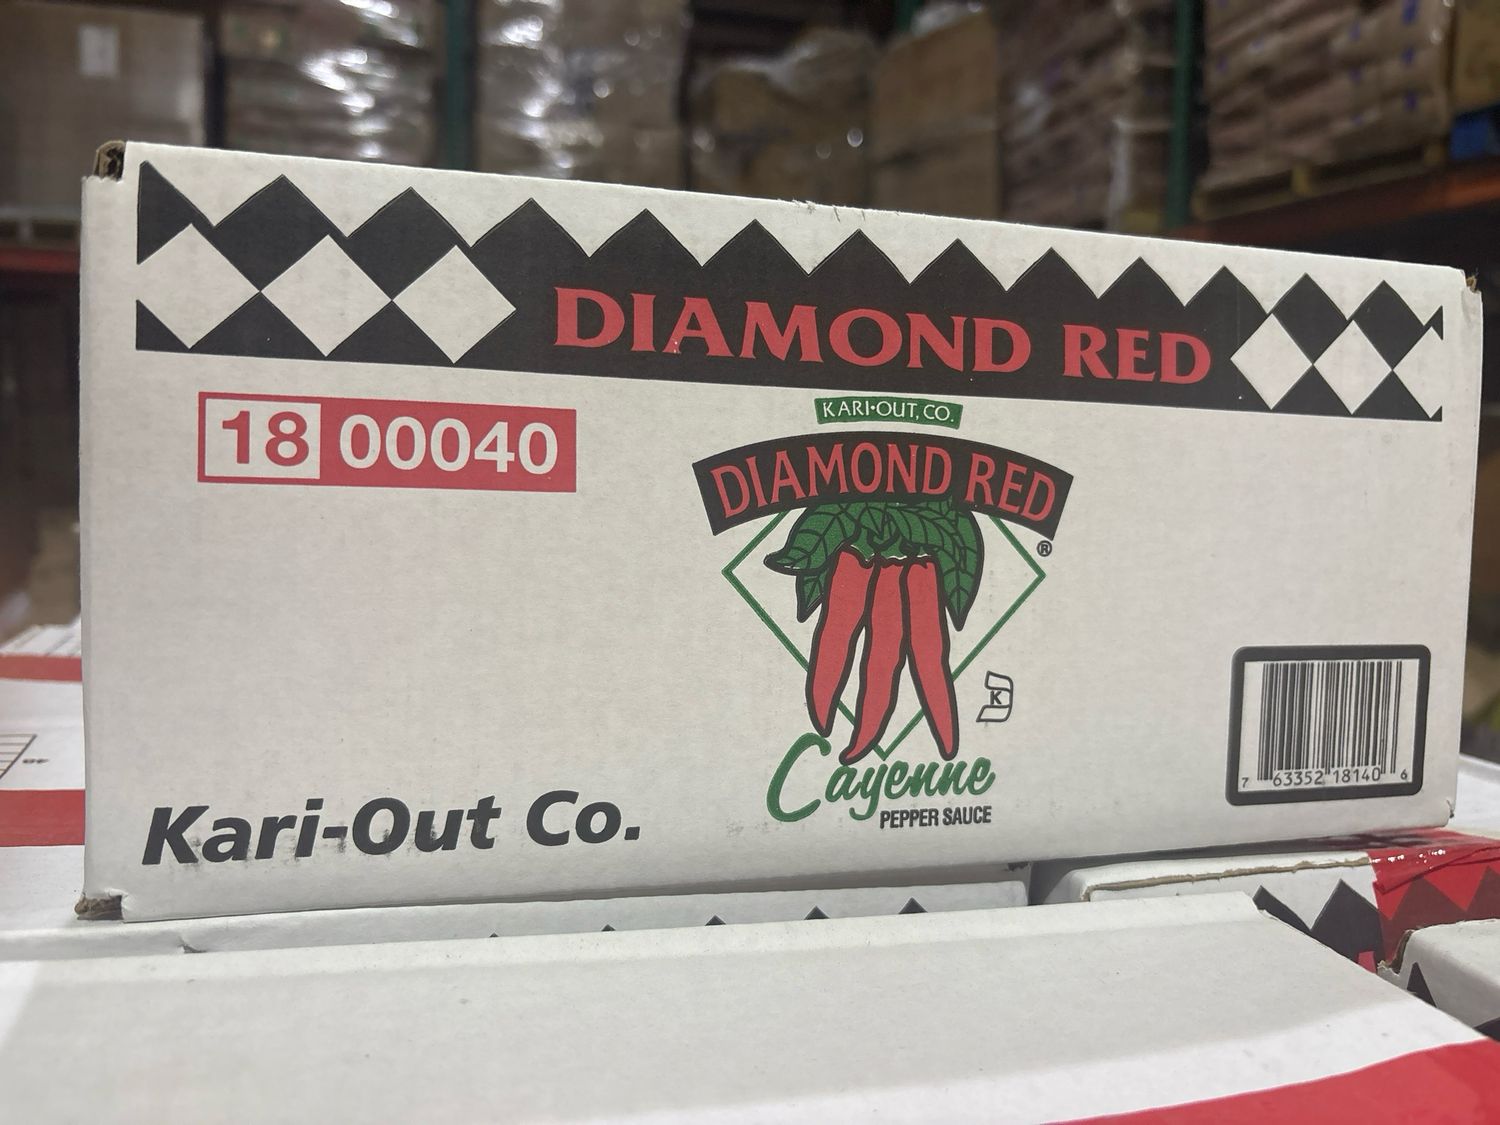 DIAMOND RED
18 00040
KARI•OUT, CO.
DIAMOND RED
®
K
Cayenne
PEPPER SAUCE
Kari-Out Co.
7 63352 18140 6